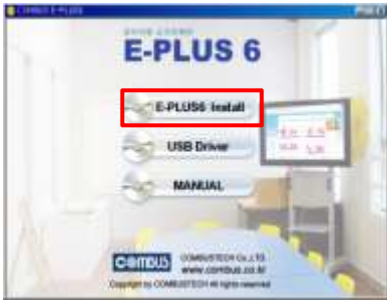 COMBUS E-PLUS6
E-PLUS 6
E-PLUS6 Install
USB Driver
MANUAL
COMBUS
COMBUSTECH Co.,LTD.
www.combus.co.kr
Copyright by COMBUSTECH All rights reserved